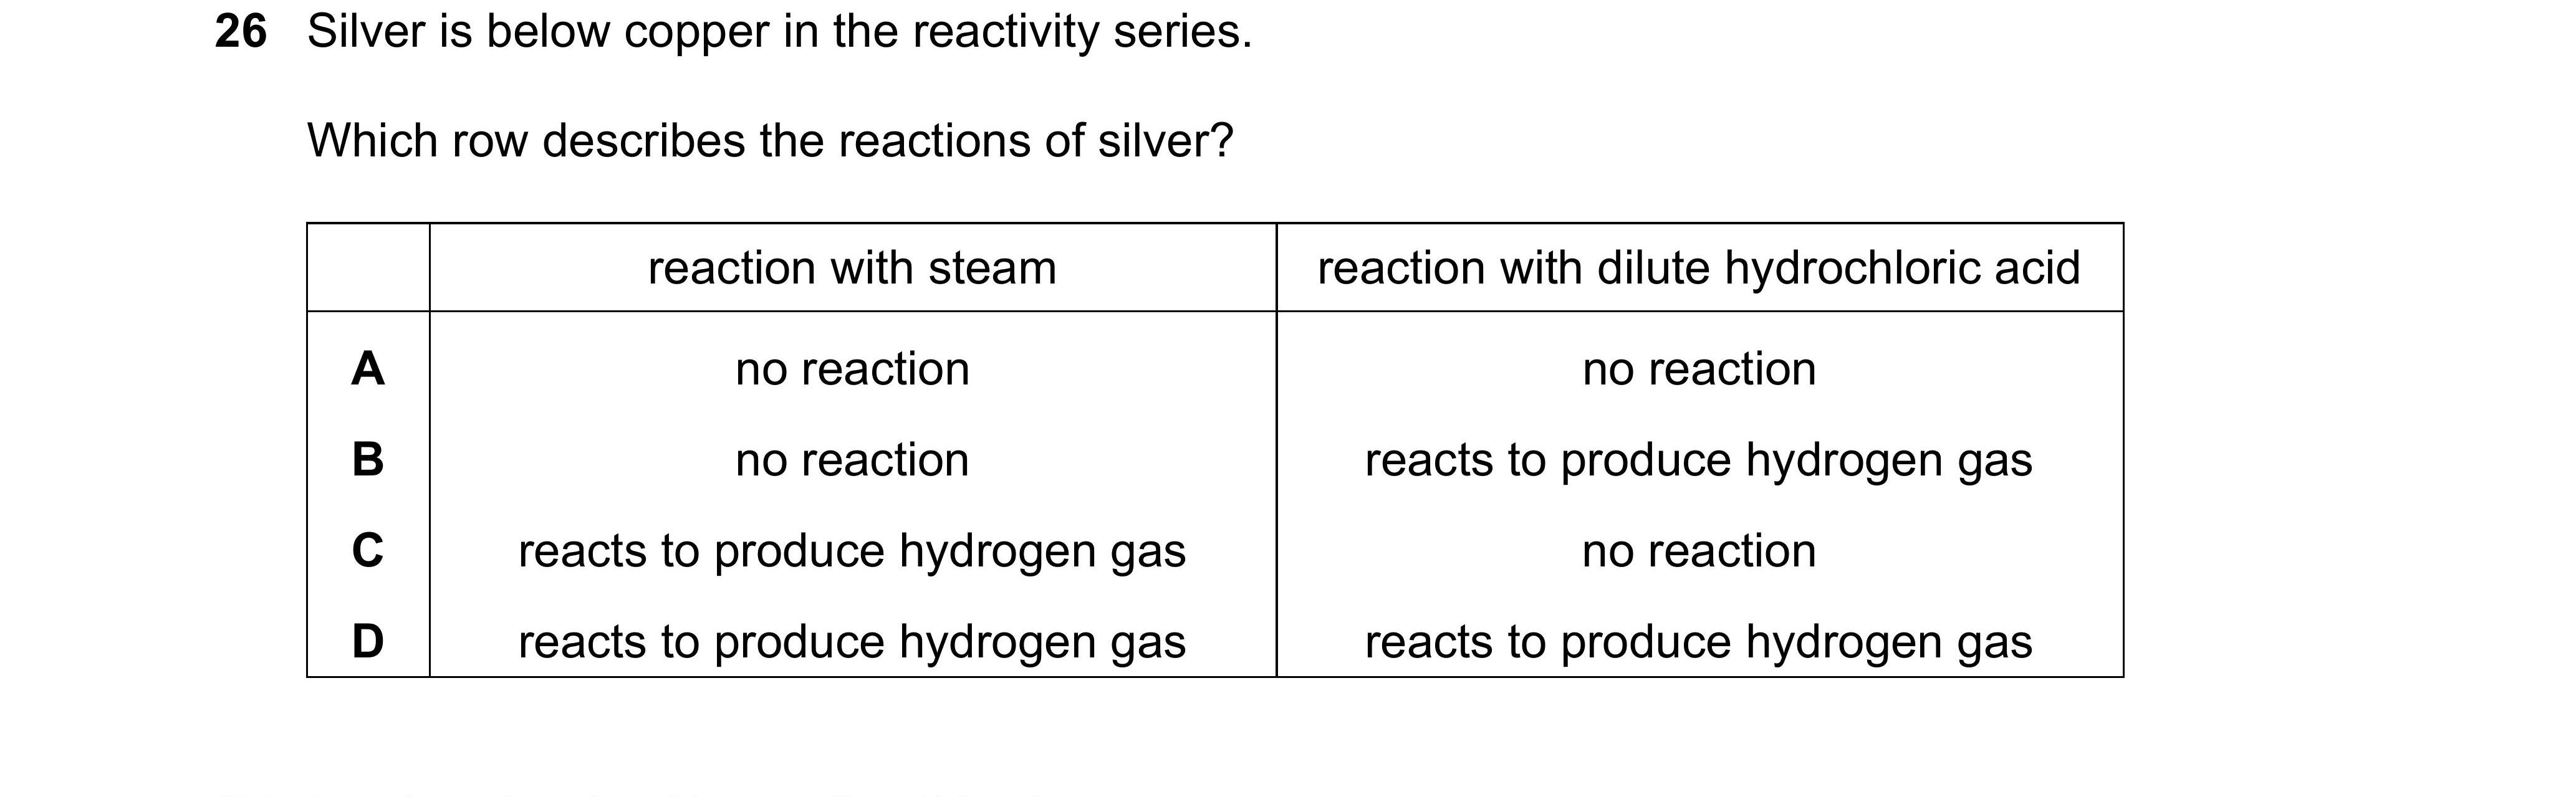 26 Silver is below copper in the reactivity series.
Which row describes the reactions of silver?
reaction with steam reaction with dilute hydrochloric acid
A no reaction no reaction
B no reaction reacts to produce hydrogen gas
C reacts to produce hydrogen gas no reaction
D reacts to produce hydrogen gas reacts to produce hydrogen gas